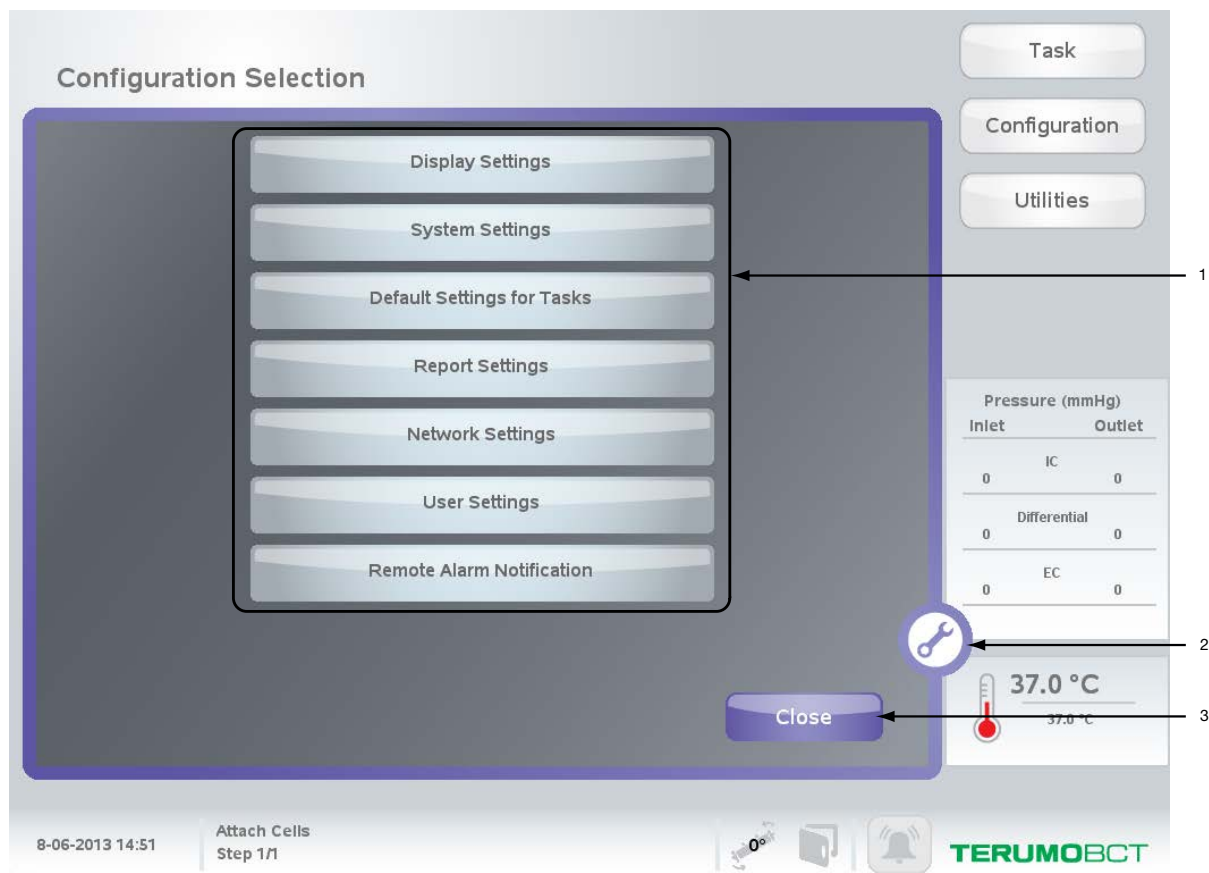 Configuration Selection
Task
Configuration
Utilities
Display Settings
System Settings
Default Settings for Tasks
Report Settings
Network Settings
User Settings
Remote Alarm Notification
1
Pressure (mmHg)
Inlet Outlet
IC
0 0
Differential
0 0
EC
0 0
2
37.0 °C
37.0 °C
Close
3
8-06-2013 14:51
Attach Cells
Step 1/1
0°
TERUMOBCT